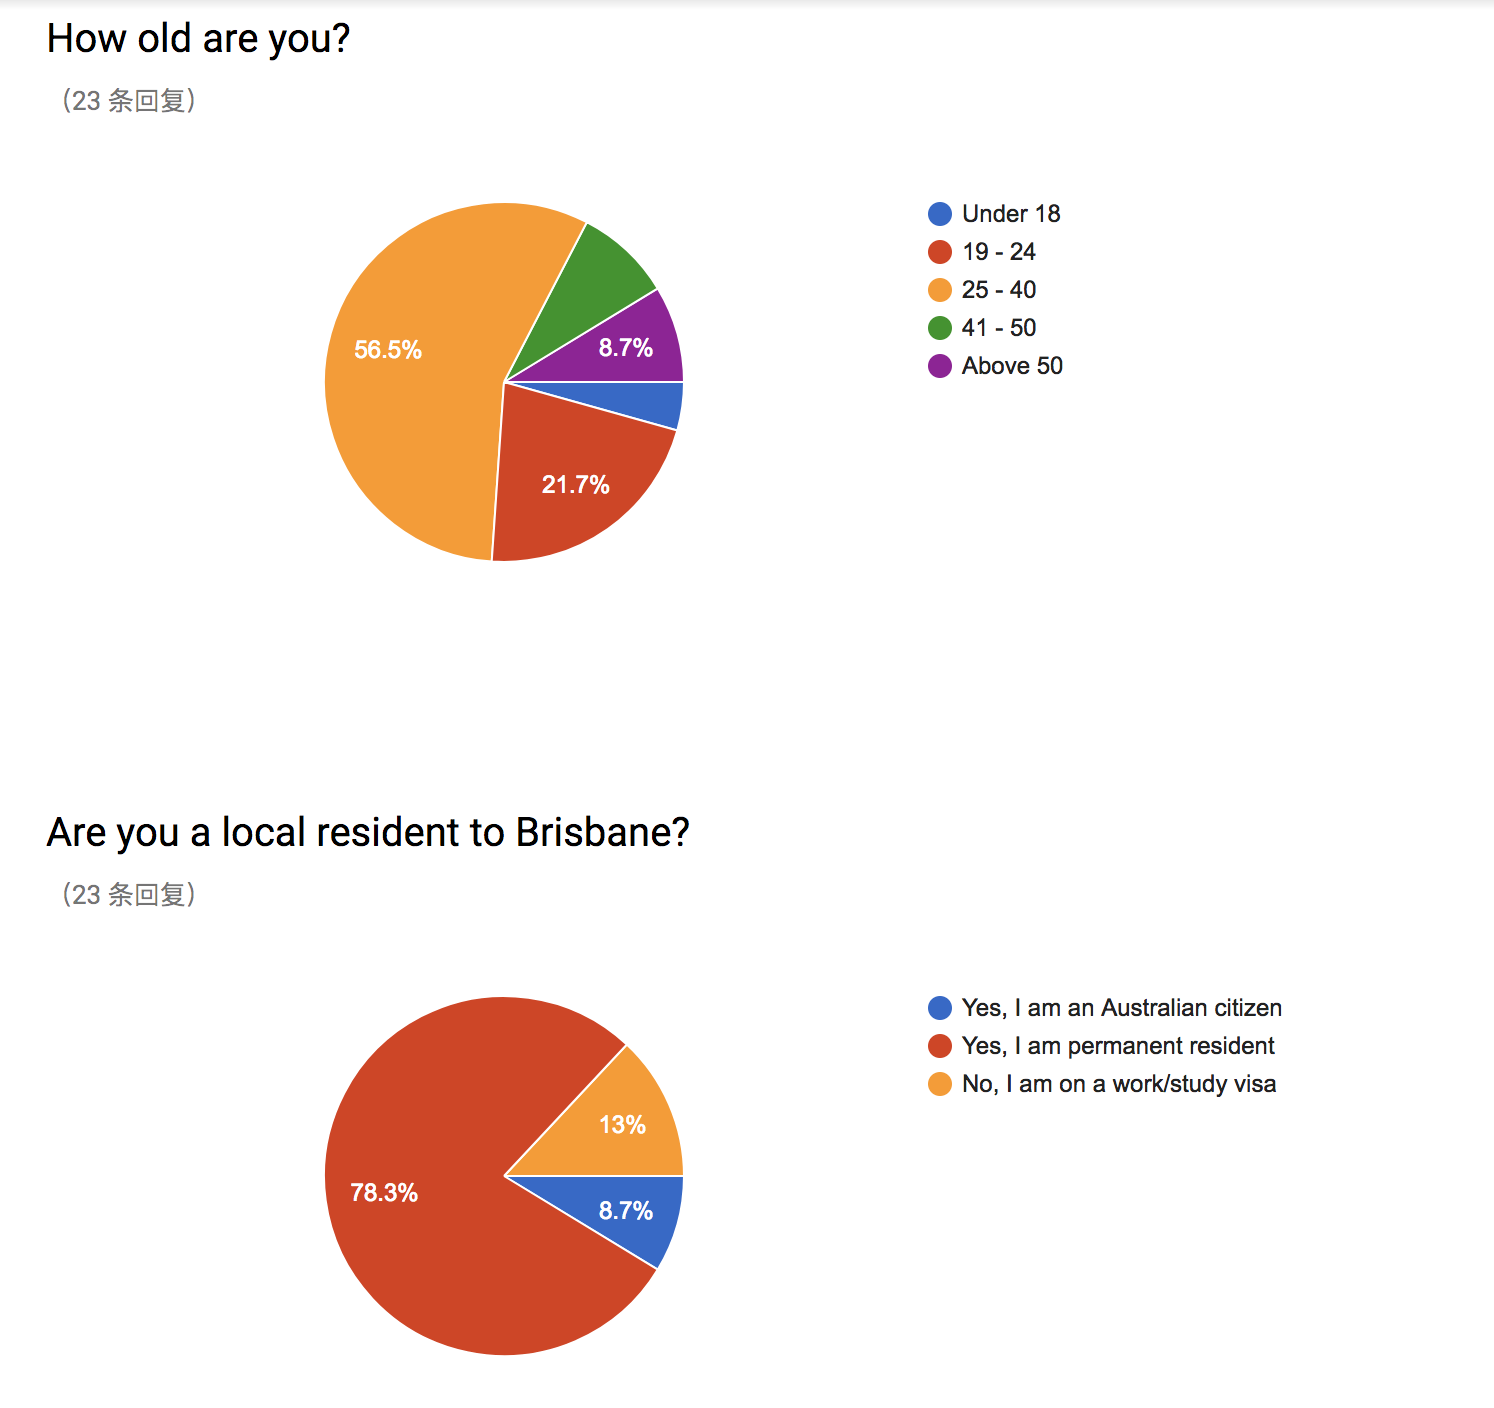 How old are you?
（23 条回复）
Under 18
19 - 24
25 - 40
41 - 50
Above 50
56.5%
8.7%
21.7%
Are you a local resident to Brisbane?
（23 条回复）
Yes, I am an Australian citizen
Yes, I am permanent resident
No, I am on a work/study visa
13%
78.3%
8.7%